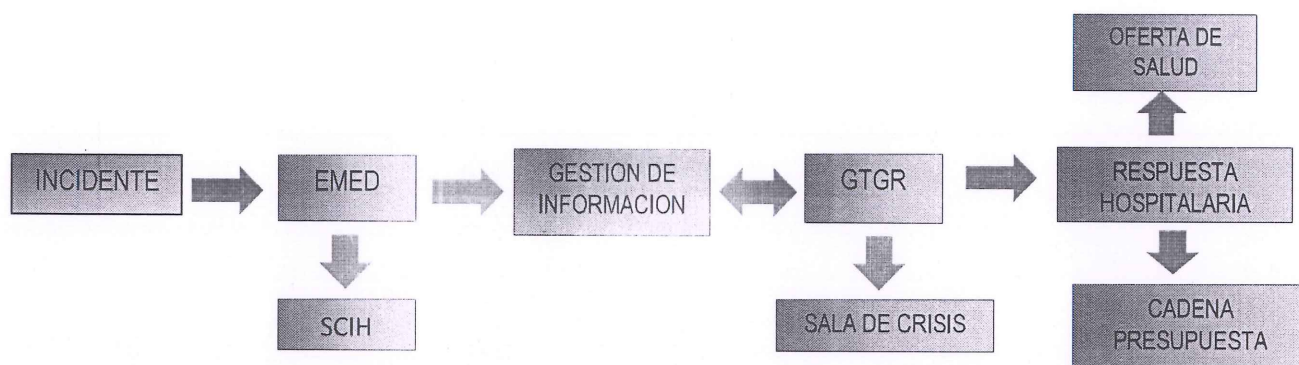 OFERTA DE
SALUD
INCIDENTE
EMED
GESTION DE
INFORMACION
GTGR
RESPUESTA
HOSPITALARIA
SCIH
SALA DE CRISIS
CADENA
PRESUPUESTA